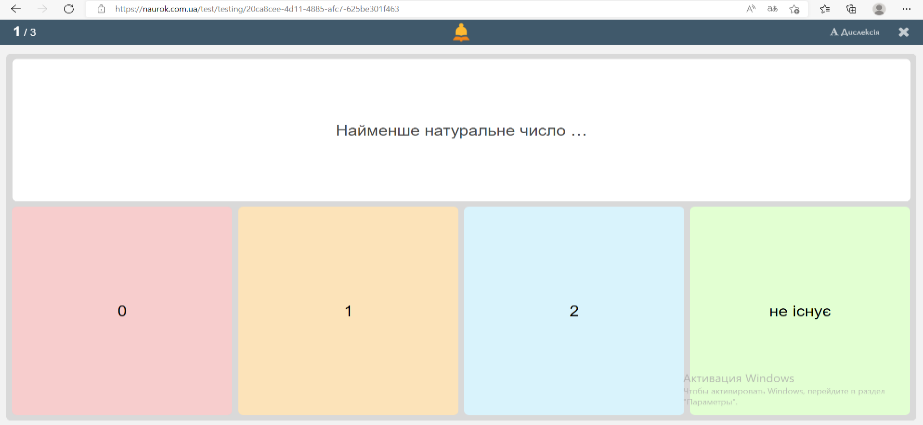 https://naurok.com.ua/test/testing/20ca8cee-4d11-4885-afc7-625be301f463
1 / 3
A Дислексія
Найменше натуральне число ...
0
1
2
не існує
Активация Windows
Чтобы активировать Windows, перейдите в раздел
"Параметры".